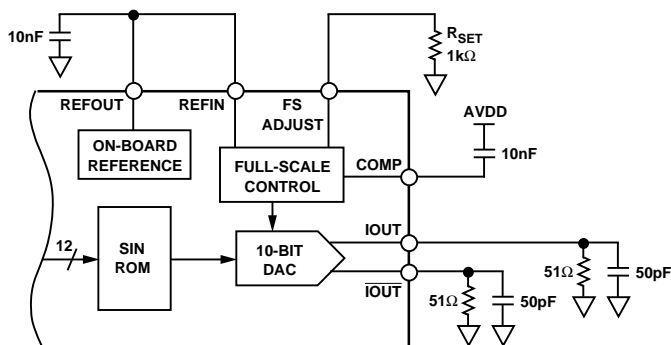 10nF
R_SET
1kΩ
REFOUT
REFIN
FS
ADJUST
AVDD
ON-BOARD
REFERENCE
FULL-SCALE
CONTROL
COMP
10nF
12
SIN
ROM
10-BIT
DAC
IOUT
IOUT
51Ω
50pF
51Ω
50pF